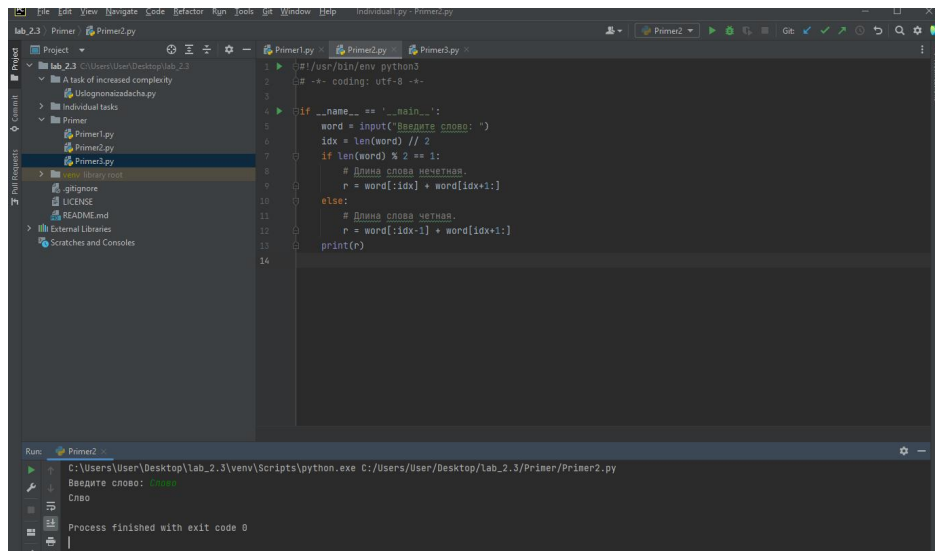 File Edit View Navigate Code Refactor Run Tools Git Window Help Individual1.py - Primer2.py
lab_2.3 Primer Primer2.py
Primer2
Git:
Project
Primer1.py Primer2.py Primer3.py
lab_2.3 C:\Users\User\Desktop\lab_2.3
A task of increased complexity
Uslognonaizadacha.py
Individual tasks
Primer
Primer1.py
Primer2.py
Primer3.py
venv library root
.gitignore
LICENSE
README.md
External Libraries
Scratches and Consoles
Project
Commit
Pull Requests
1 #!/usr/bin/env python3
2 # -*- coding: utf-8 -*-
3
4 if __name__ == '__main__':
5 word = input("Введите слово: ")
6 idx = len(word) // 2
7 if len(word) % 2 == 1:
8 # Длина слова нечетная.
9 r = word[:idx] + word[idx+1:]
10 else:
11 # Длина слова четная.
12 r = word[:idx-1] + word[idx+1:]
13 print(r)
14
Run: Primer2
C:\Users\User\Desktop\lab_2.3\venv\Scripts\python.exe C:/Users/User/Desktop/lab_2.3/Primer/Primer2.py
Введите слово: Слово
Слво
Process finished with exit code 0